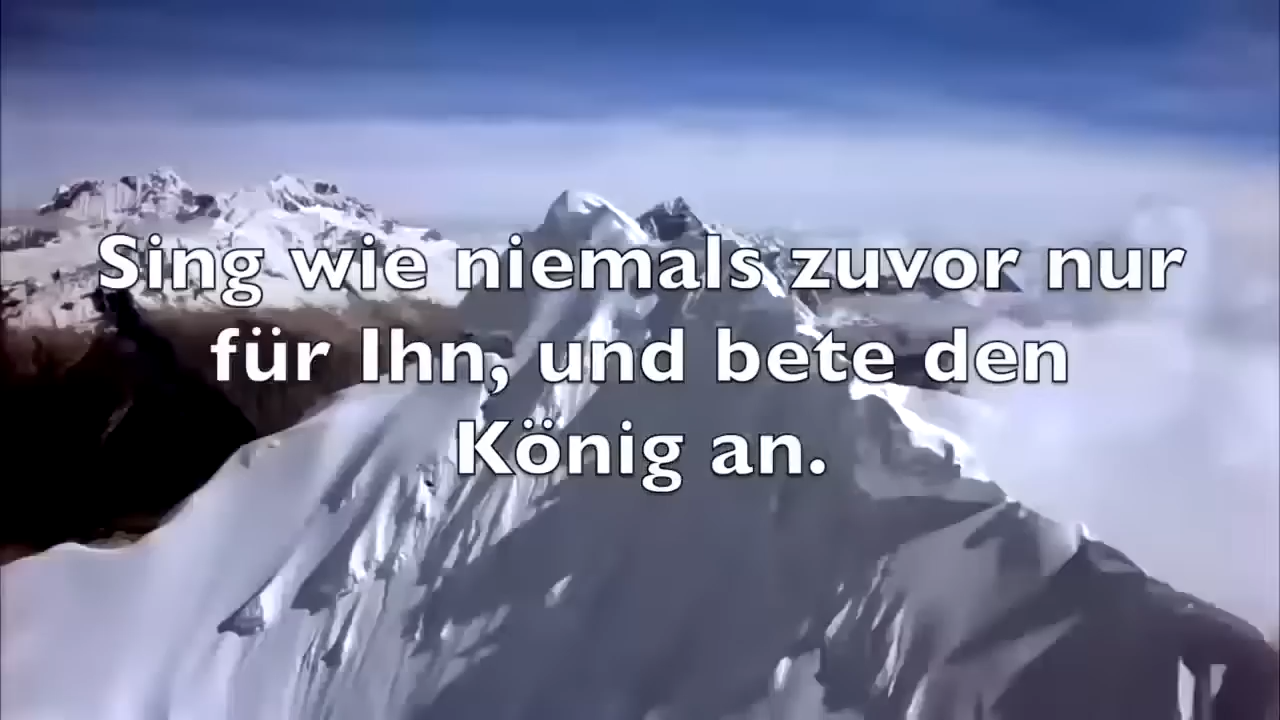 Sing wie niemals zuvor nur
für Ihn, und bete den
König an.